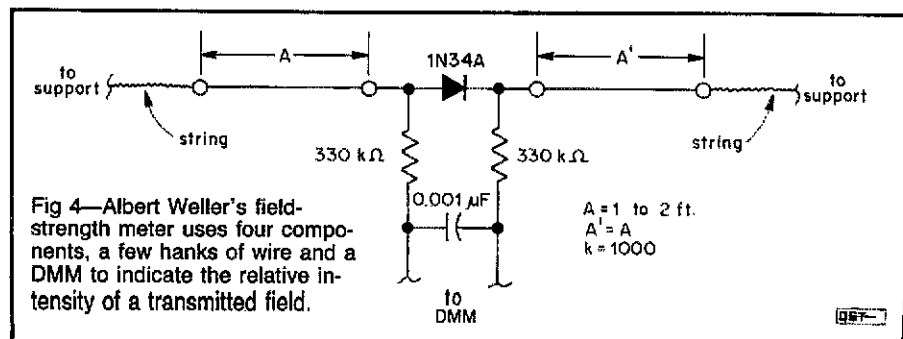 A
1N34A
A'
to
support
string
to
support
string
330 kΩ
330 kΩ
0.001 µF
Fig 4—Albert Weller's field-
strength meter uses four compo-
nents, a few hanks of wire and a
DMM to indicate the relative in-
tensity of a transmitted field.
A = 1 to 2 ft.
A' = A
k = 1000
to
DMM
QST